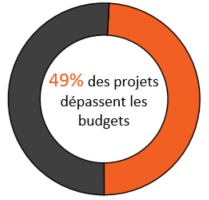 49% des projets
dépassent les
budgets